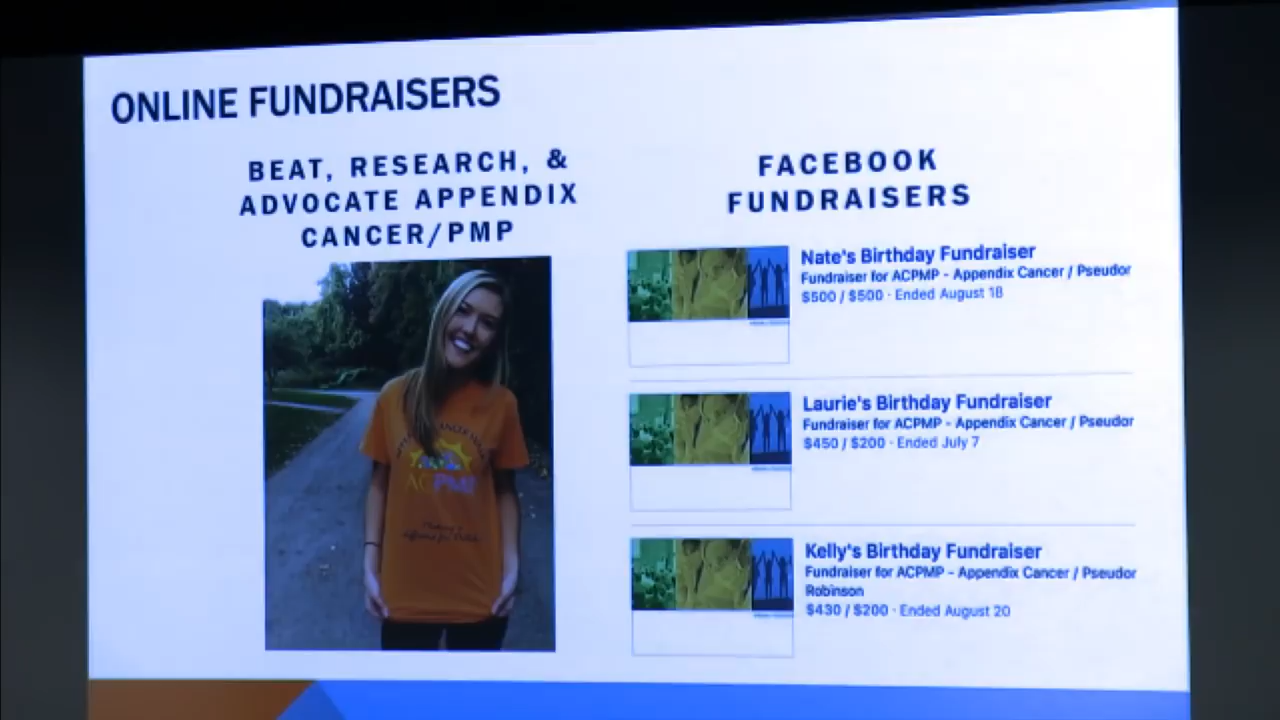 ONLINE FUNDRAISERS
BEAT, RESEARCH, &
ADVOCATE APPENDIX
CANCER/PMP
ACPMP
FACEBOOK
FUNDRAISERS
Nate's Birthday Fundraiser
Fundraiser for ACPMP - Appendix Cancer / Pseudor
$500 / $500 · Ended August 18
Laurie's Birthday Fundraiser
Fundraiser for ACPMP - Appendix Cancer / Pseudor
$450 / $200 · Ended July 7
Kelly's Birthday Fundraiser
Fundraiser for ACPMP - Appendix Cancer / Pseudor
Robinson
$430 / $200 · Ended August 20